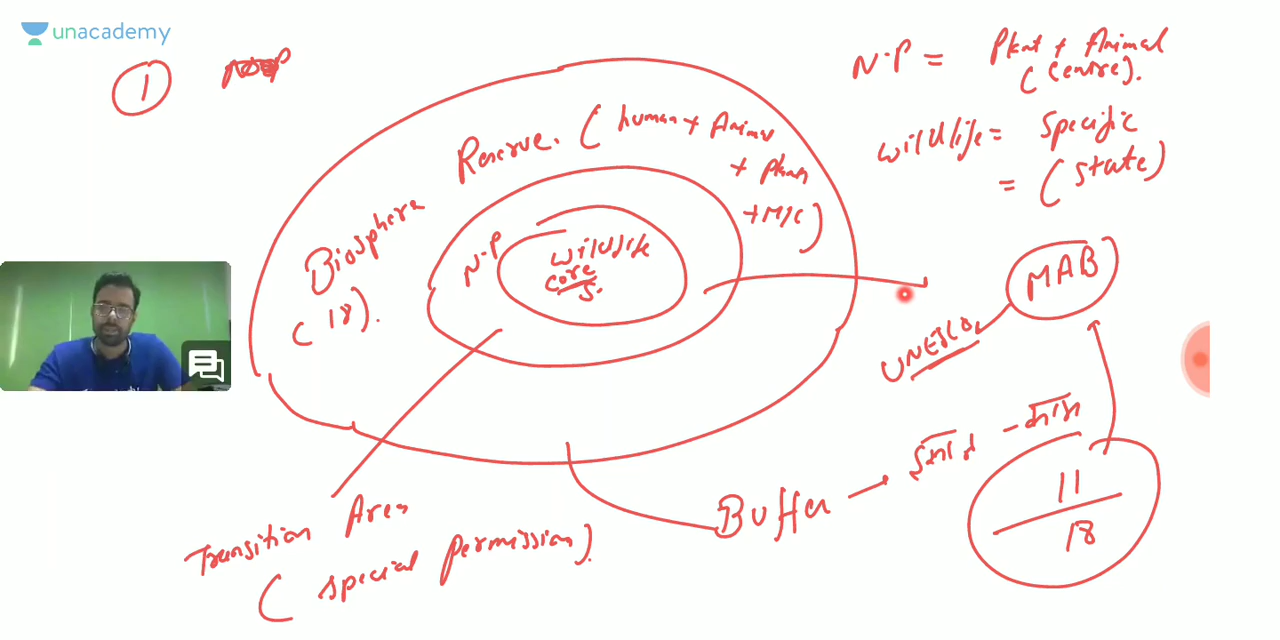 unacademy
1
N.P = Plant + Animal
(Centre).
wildlife = Specific
= (State)
Biosphere Reserve. (human + Animal
+ Plant
+ M/C)
(18).
N.P
wildlife
core
S.
MAB
UNESCO
11
18
Buffer
Transition Area
(special permission).